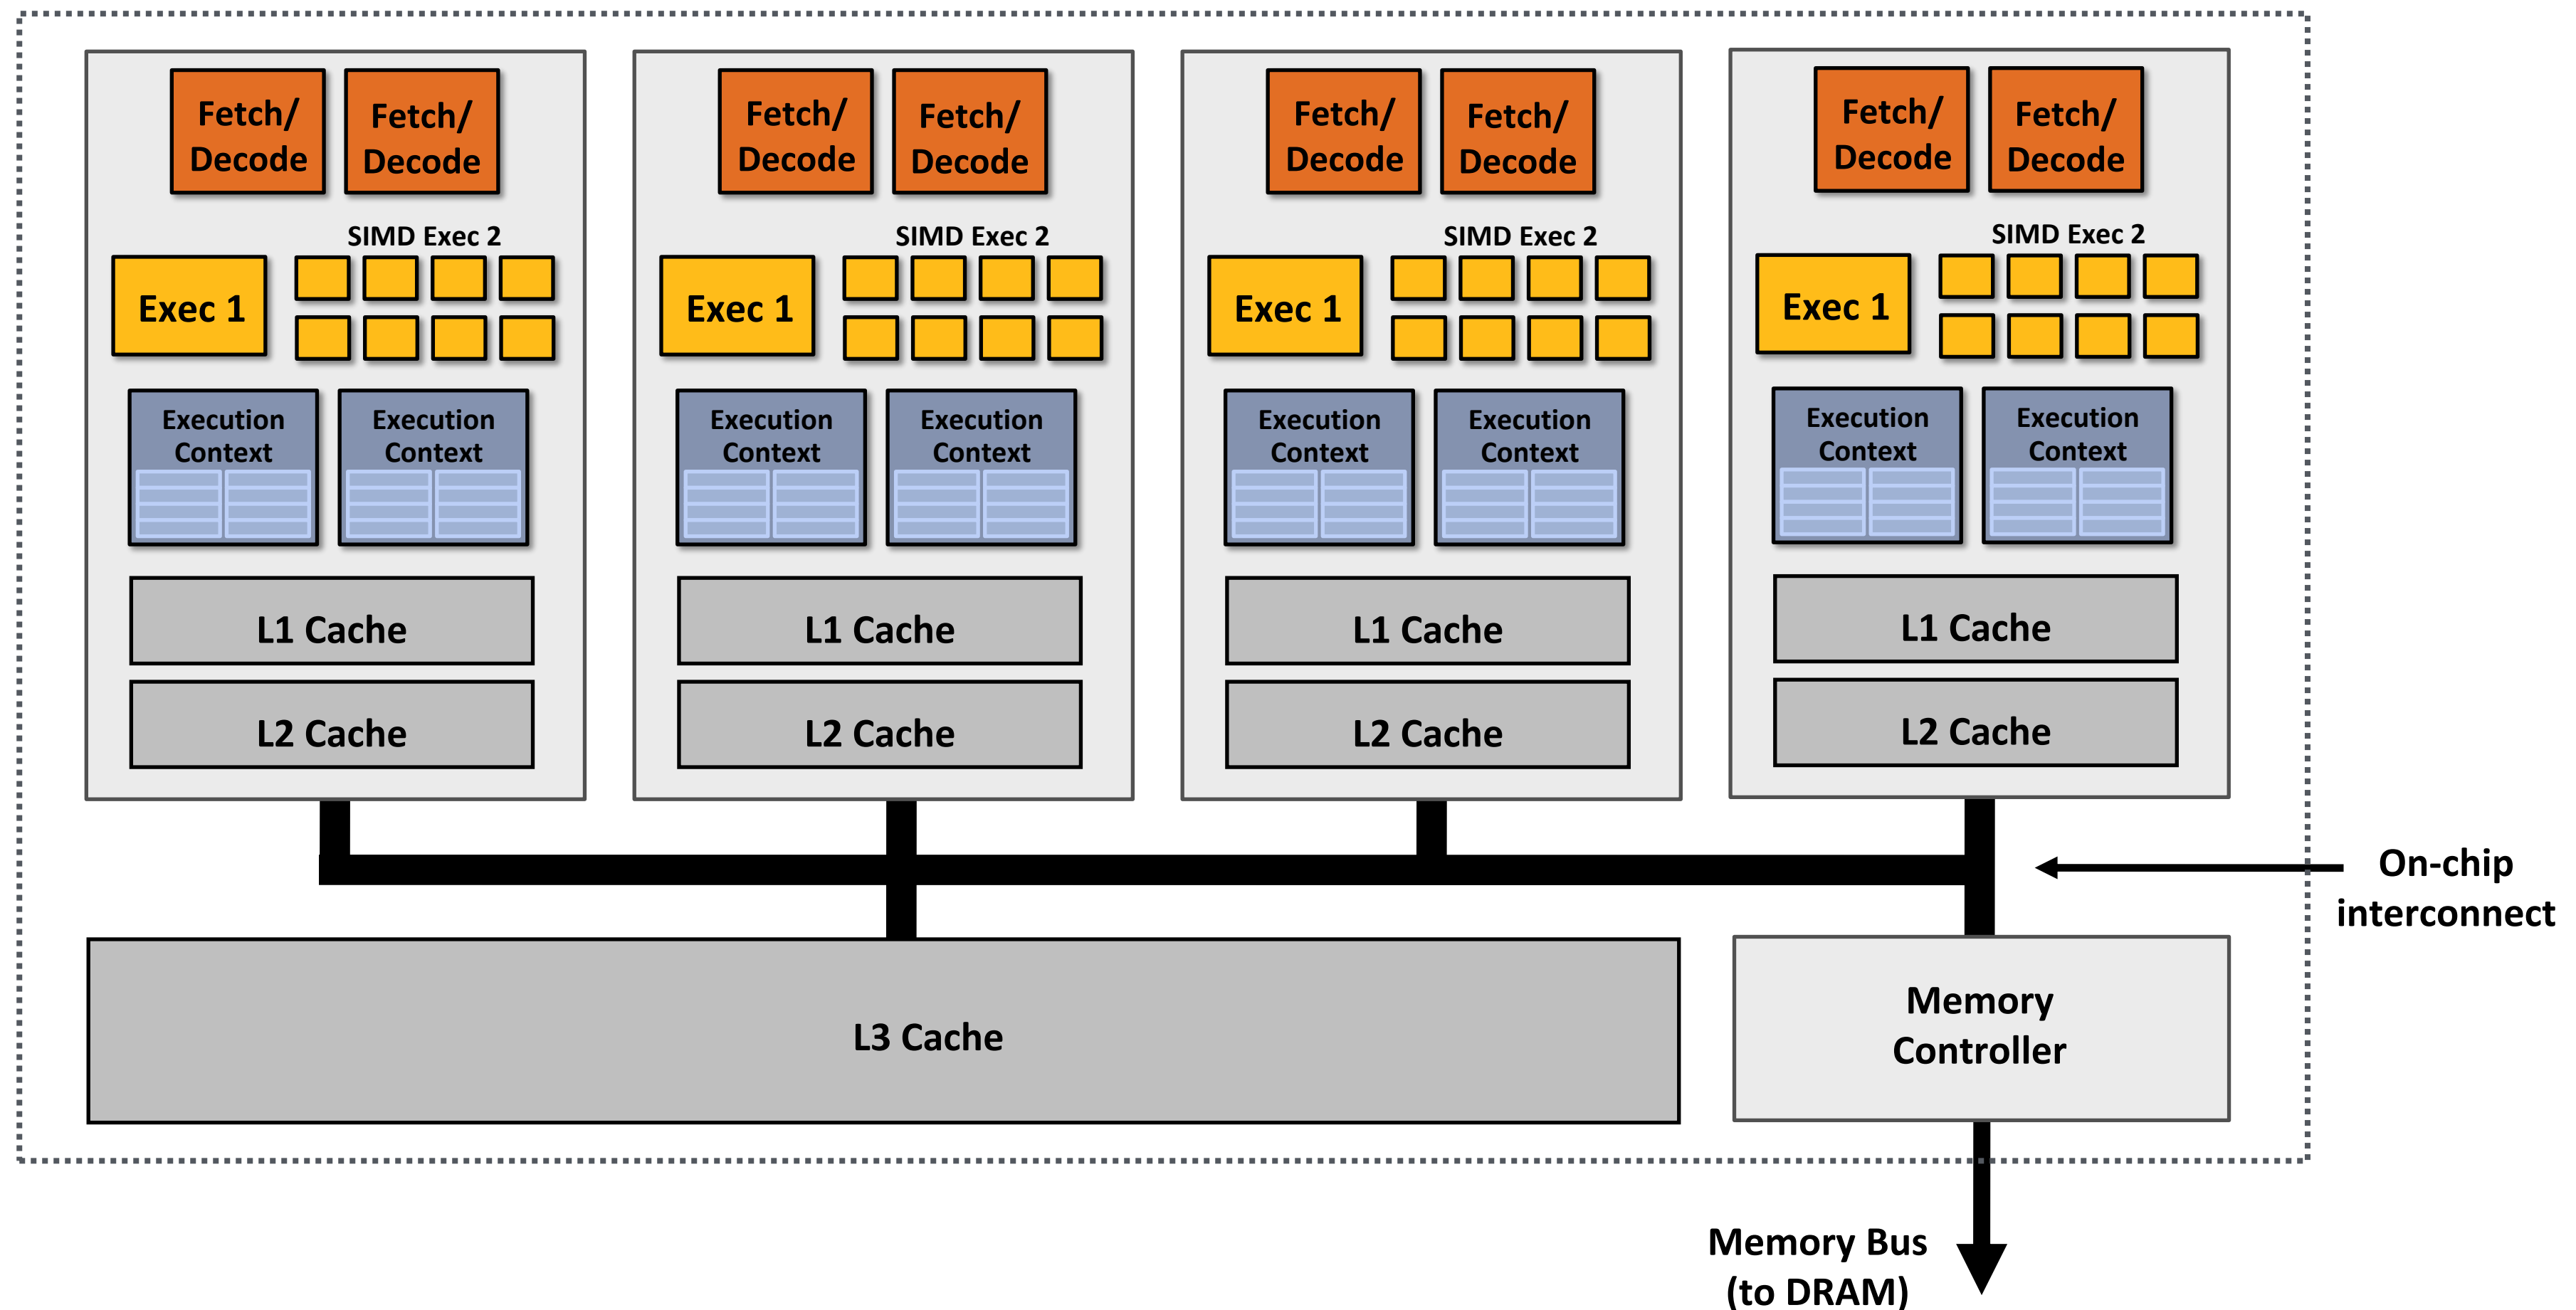 Fetch/
Decode
Fetch/
Decode
SIMD Exec 2
Exec 1
Execution
Context
Execution
Context
L1 Cache
L2 Cache
Fetch/
Decode
Fetch/
Decode
SIMD Exec 2
Exec 1
Execution
Context
Execution
Context
L1 Cache
L2 Cache
Fetch/
Decode
Fetch/
Decode
SIMD Exec 2
Exec 1
Execution
Context
Execution
Context
L1 Cache
L2 Cache
Fetch/
Decode
Fetch/
Decode
SIMD Exec 2
Exec 1
Execution
Context
Execution
Context
L1 Cache
L2 Cache
On-chip
interconnect
L3 Cache
Memory
Controller
Memory Bus
(to DRAM)